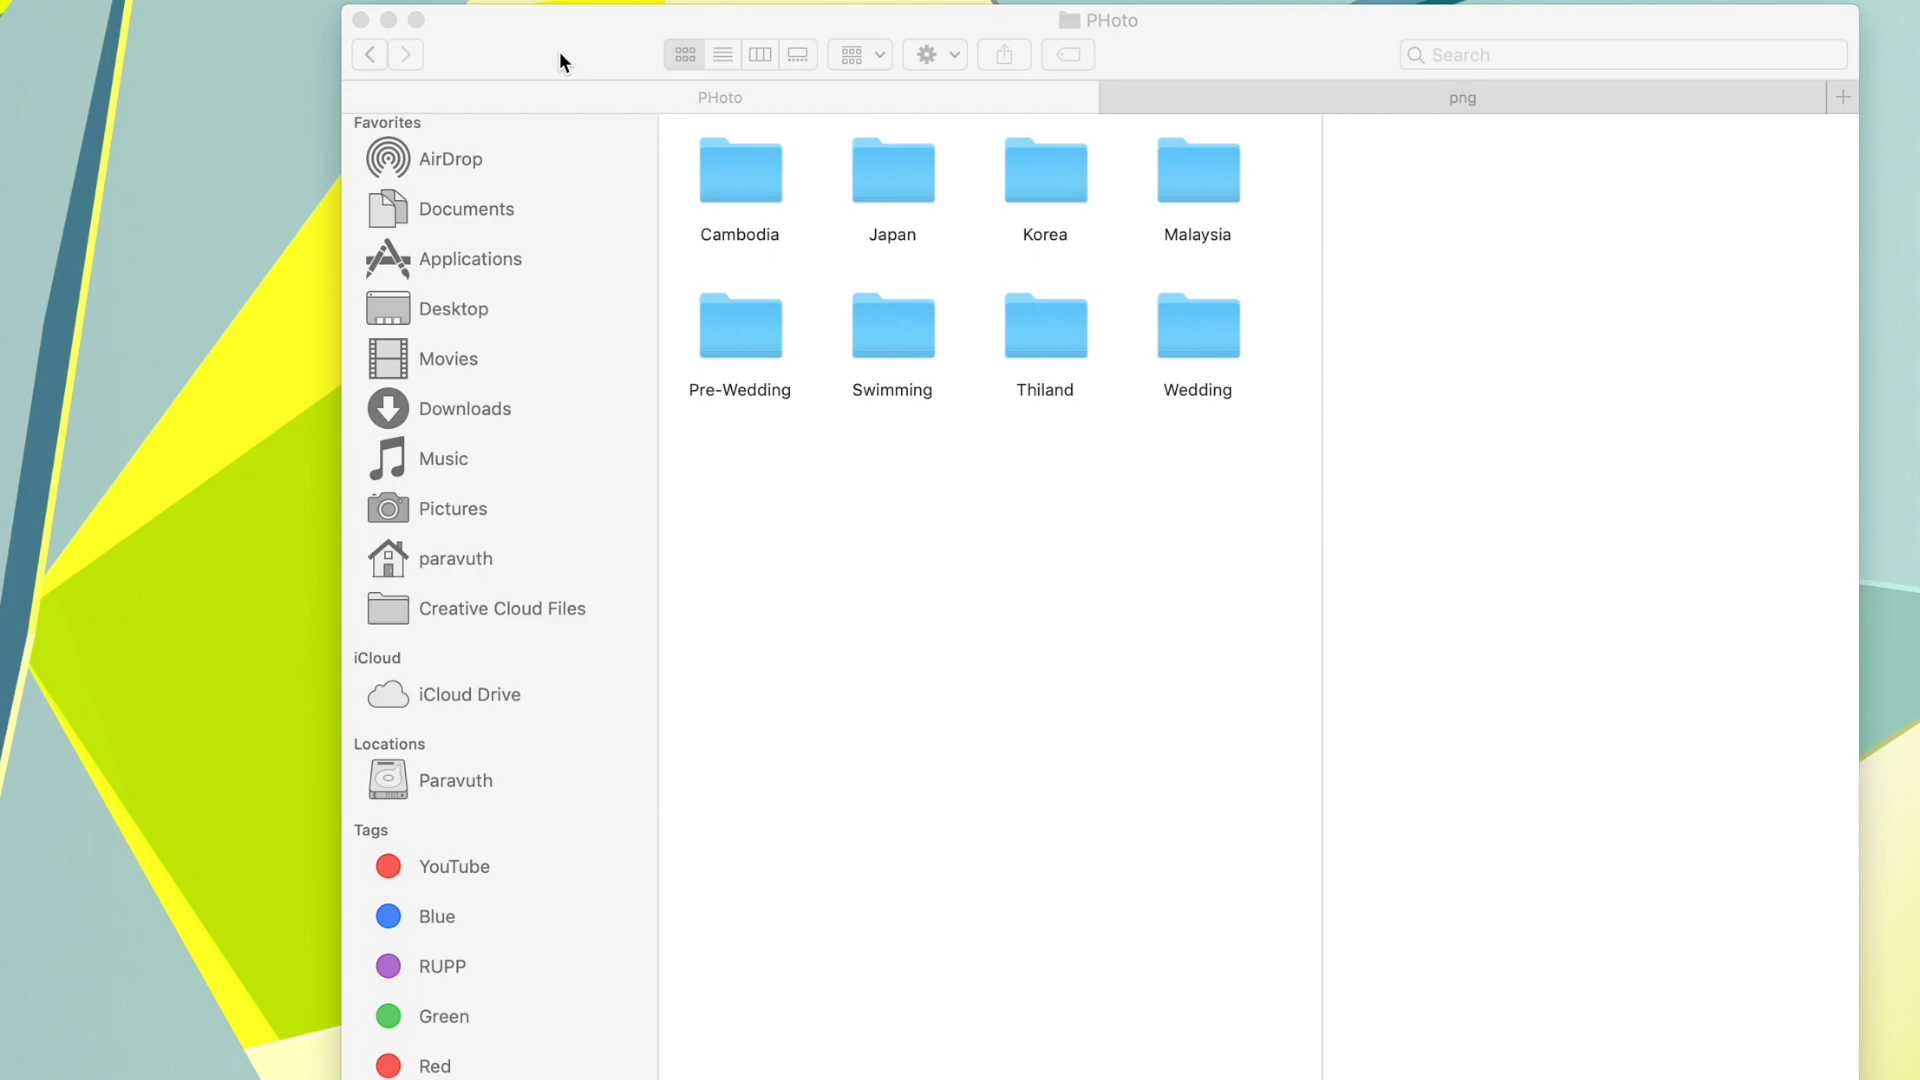 PHoto
Search
PHoto
png
Favorites
AirDrop
Documents
Applications
Desktop
Movies
Downloads
Music
Pictures
paravuth
Creative Cloud Files
iCloud
iCloud Drive
Locations
Paravuth
Tags
YouTube
Blue
RUPP
Green
Red
Cambodia
Japan
Korea
Malaysia
Pre-Wedding
Swimming
Thiland
Wedding